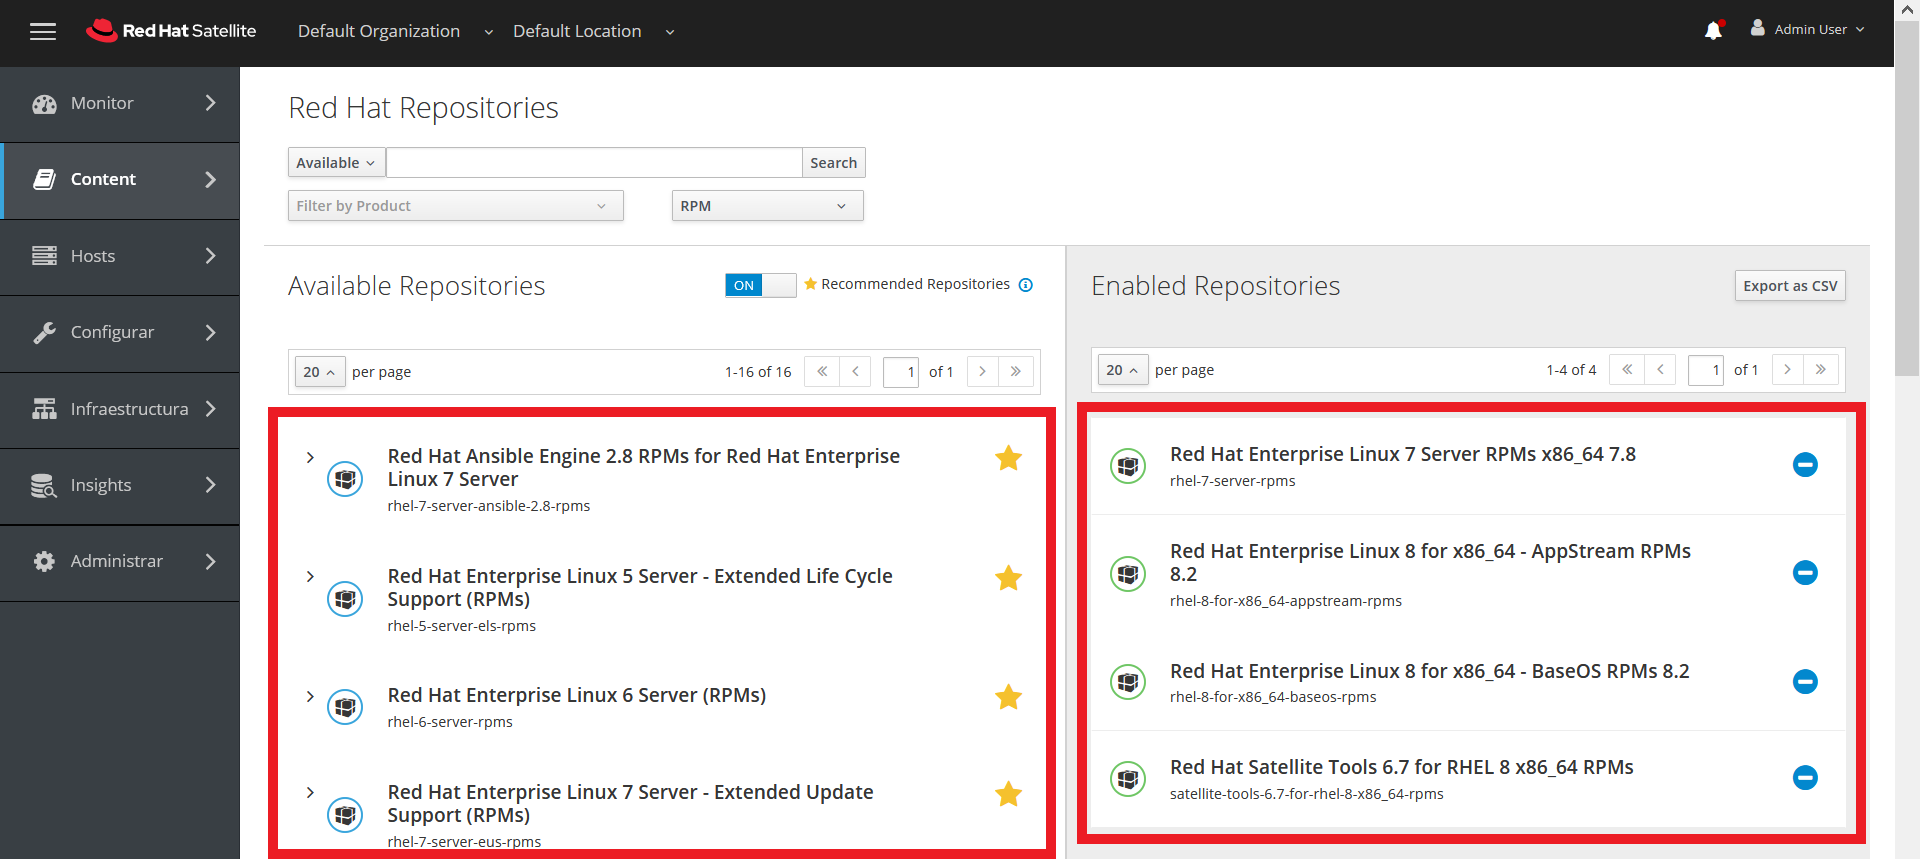 Red Hat Satellite
Default Organization
Default Location
Admin User
Monitor
Content
Hosts
Configurar
Infraestructura
Insights
Administrar
Red Hat Repositories
Available
Search
Filter by Product
RPM
Available Repositories
ON
Recommended Repositories
20 per page
1-16 of 16
1 of 1
Red Hat Ansible Engine 2.8 RPMs for Red Hat Enterprise
Linux 7 Server
rhel-7-server-ansible-2.8-rpms
Red Hat Enterprise Linux 5 Server - Extended Life Cycle
Support (RPMs)
rhel-5-server-els-rpms
Red Hat Enterprise Linux 6 Server (RPMs)
rhel-6-server-rpms
Red Hat Enterprise Linux 7 Server - Extended Update
Support (RPMs)
rhel-7-server-eus-rpms
Enabled Repositories
Export as CSV
20 per page
1-4 of 4
1 of 1
Red Hat Enterprise Linux 7 Server RPMs x86_64 7.8
rhel-7-server-rpms
Red Hat Enterprise Linux 8 for x86_64 - AppStream RPMs
8.2
rhel-8-for-x86_64-appstream-rpms
Red Hat Enterprise Linux 8 for x86_64 - BaseOS RPMs 8.2
rhel-8-for-x86_64-baseos-rpms
Red Hat Satellite Tools 6.7 for RHEL 8 x86_64 RPMs
satellite-tools-6.7-for-rhel-8-x86_64-rpms